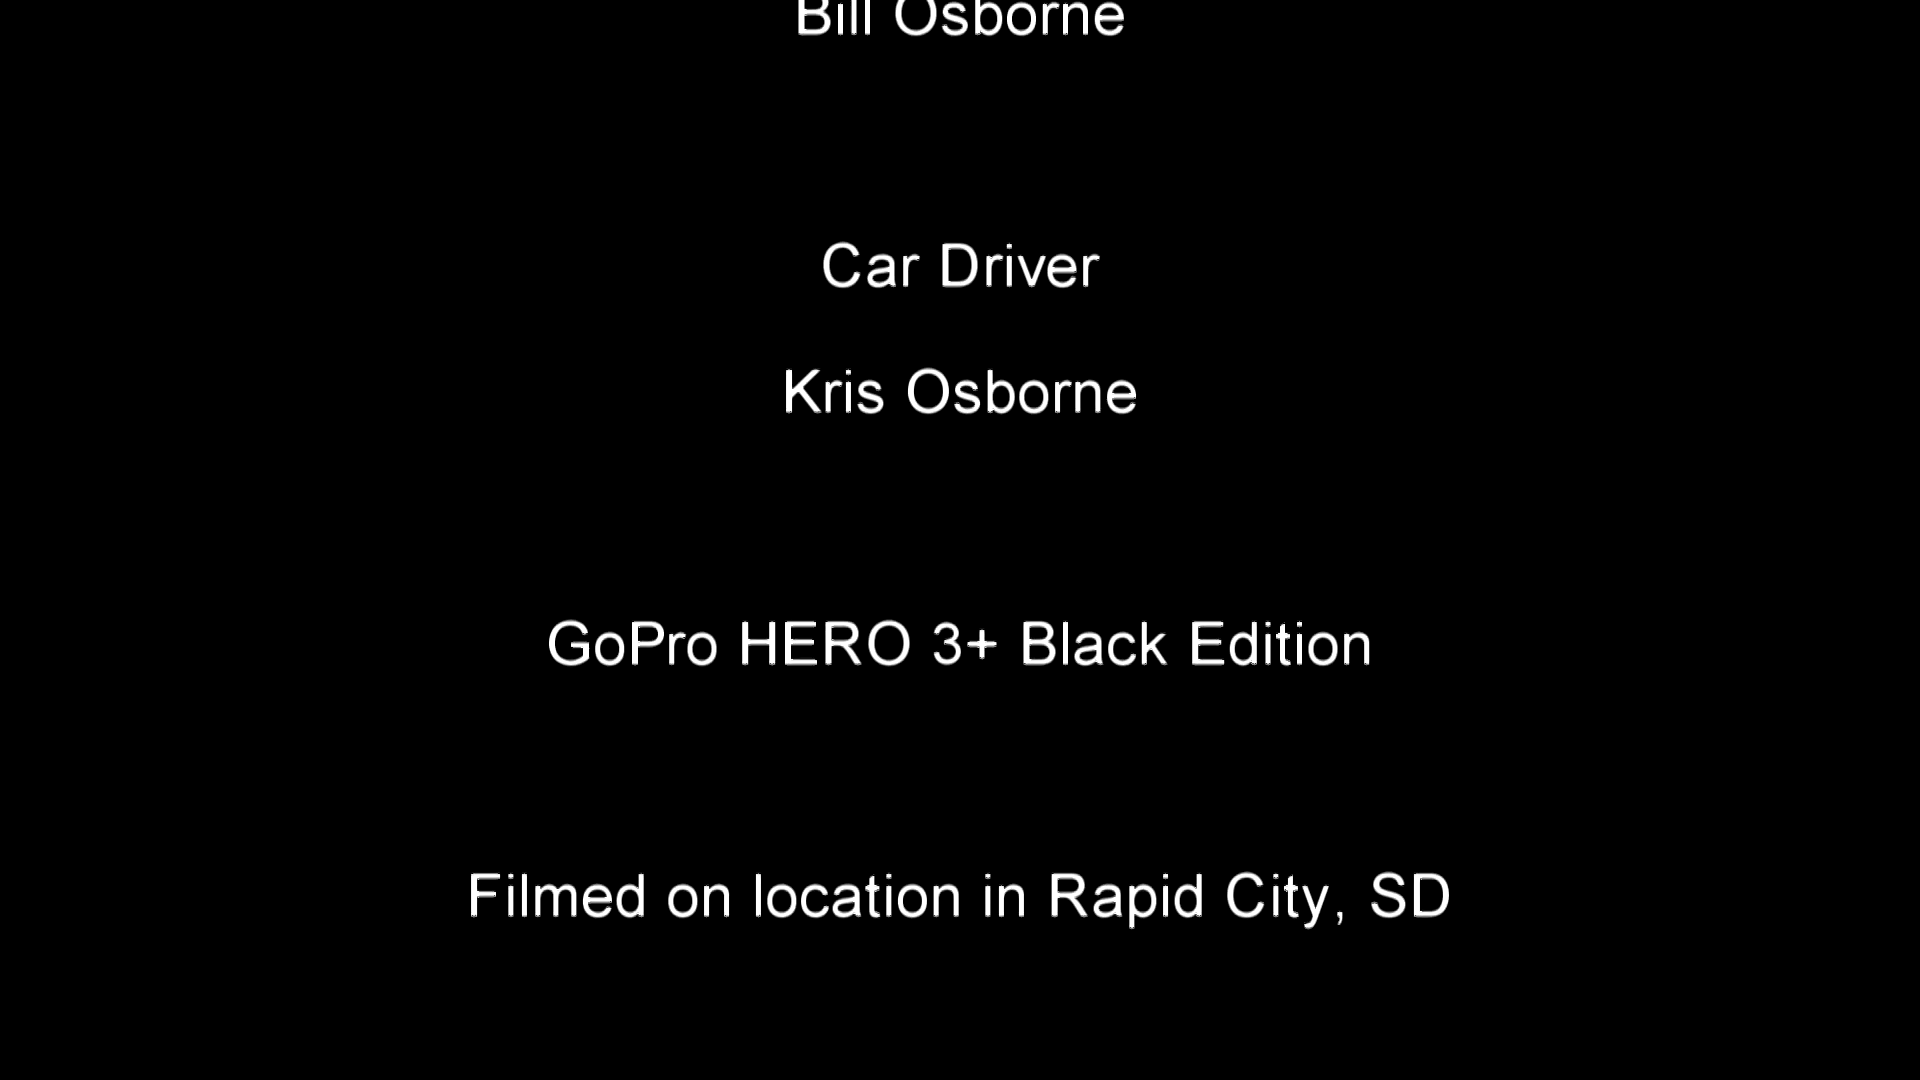 Bill Osborne
Car Driver
Kris Osborne
GoPro HERO 3+ Black Edition
Filmed on location in Rapid City, SD